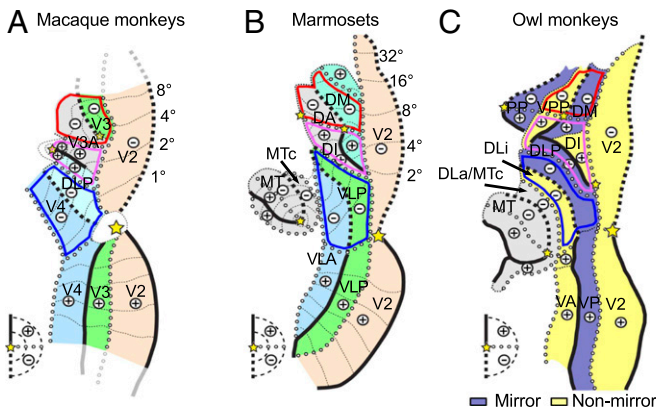 A Macaque monkeys
B Marmosets
C Owl monkeys
8°
4°
2°
1°
V3
V3A
V2
DLP
V4
V4
V3
V2
32°
16°
8°
4°
2°
DM
DA
DI
V2
MTc
MT
VLP
VLA
VLP
V2
PP
VPP
DM
DI
DLP
V2
DLi
DLa/MTc
MT
VA
VP
V2
Mirror
Non-mirror